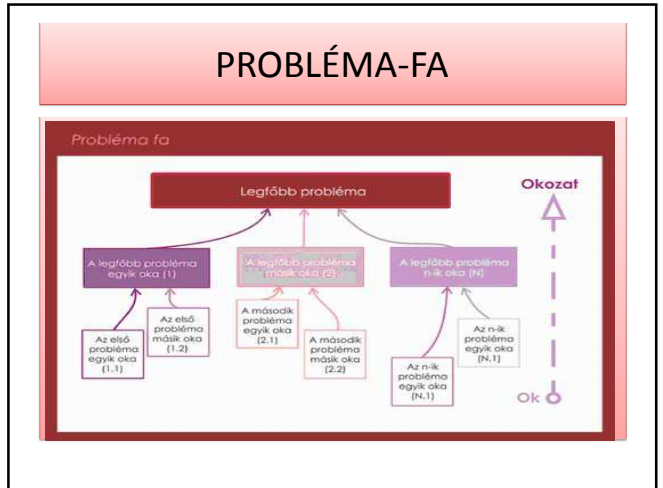 PROBLÉMA-FA
Probléma fa
Legfőbb probléma
Okozat
A legfőbb probléma
egyik oka (1)
A legfőbb probléma
másik oka (2)
A legfőbb probléma
n-ik oka (N)
Az első
probléma
egyik oka
(1.1)
Az első
probléma
másik oka
(1.2)
A második
probléma
egyik oka
(2.1)
A második
probléma
másik oka
(2.2)
Az n-ik
probléma
egyik oka
(N.1)
Az n-ik
probléma
egyik oka
(N.1)
Ok